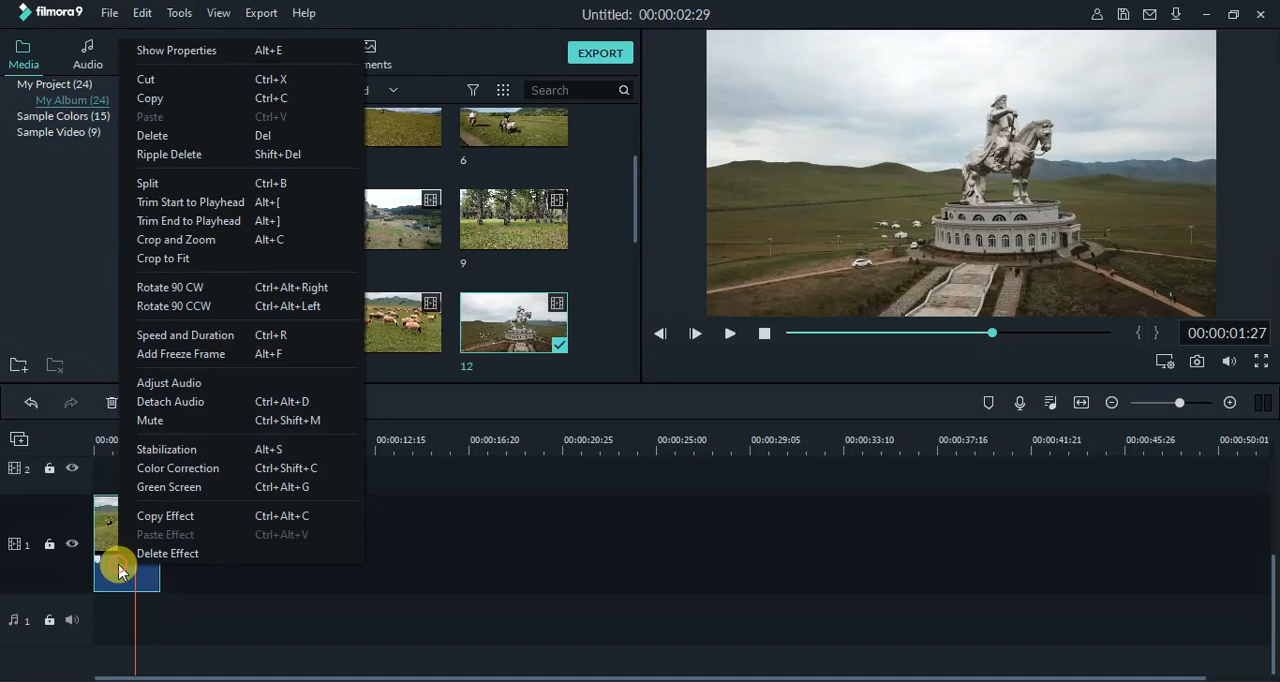 filmora9 File Edit Tools View Export Help Untitled: 00:00:02:29
Media Audio ments EXPORT
My Project (24)
My Album (24)
Sample Colors (15)
Sample Video (9)
d Search
6
9
12
Show Properties Alt+E
Cut Ctrl+X
Copy Ctrl+C
Paste Ctrl+V
Delete Del
Ripple Delete Shift+Del
Split Ctrl+B
Trim Start to Playhead Alt+[
Trim End to Playhead Alt+]
Crop and Zoom Alt+C
Crop to Fit
Rotate 90 CW Ctrl+Alt+Right
Rotate 90 CCW Ctrl+Alt+Left
Speed and Duration Ctrl+R
Add Freeze Frame Alt+F
Adjust Audio
Detach Audio Ctrl+Alt+D
Mute Ctrl+Shift+M
Stabilization Alt+S
Color Correction Ctrl+Shift+C
Green Screen Ctrl+Alt+G
Copy Effect Ctrl+Alt+C
Paste Effect Ctrl+Alt+V
Delete Effect
{ } 00:00:01:27
00:00 00:00:12:15 00:00:16:20 00:00:20:25 00:00:25:00 00:00:29:05 00:00:33:10 00:00:37:16 00:00:41:21 00:00:45:26 00:00:50:01
2
1
1